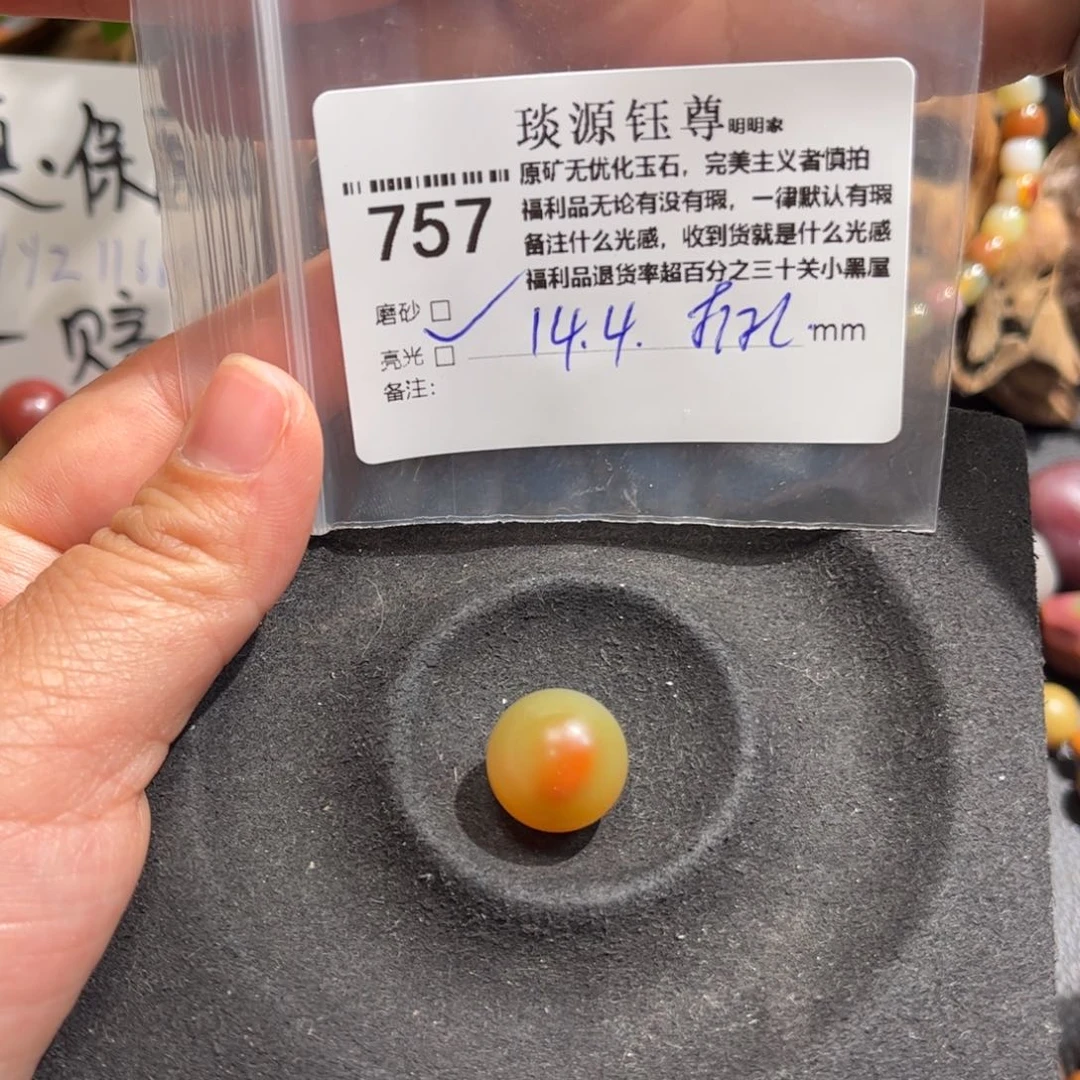 琰源钰尊明明家
原矿无优化玉石，完美主义者慎拍
福利品无论有没有瑕，一律默认有瑕
备注什么光感，收到货就是什么光感
福利品退货率超百分之三十关小黑屋
757
磨砂 □
亮光 □ 14.4. 打孔 mm
备注：
·保
赔